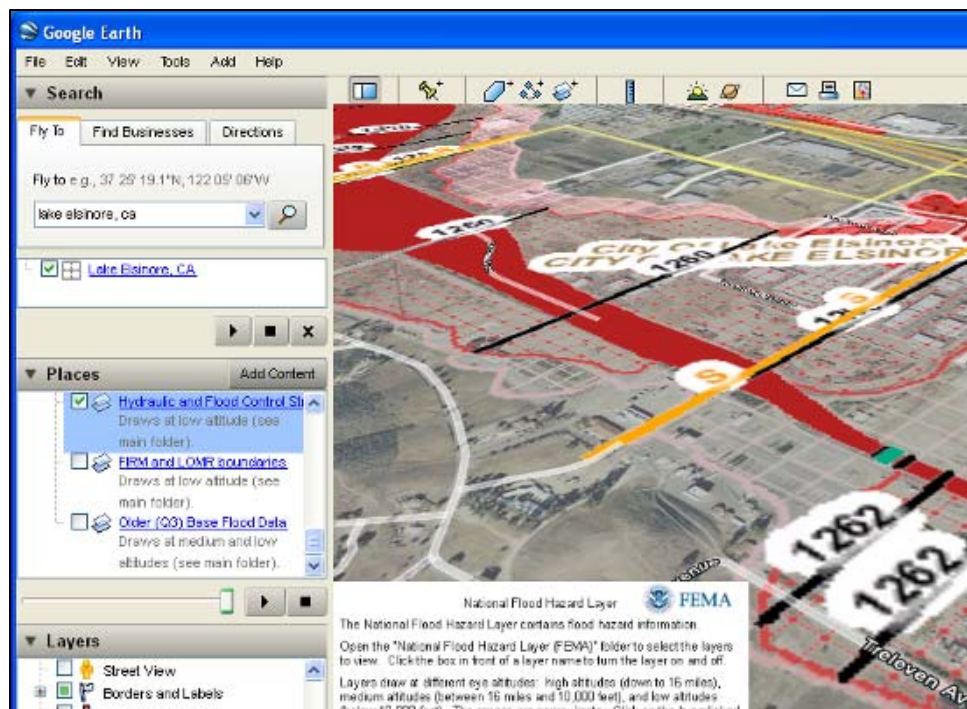 Google Earth
File Edit View Tools Add Help
Search
Fly To Find Businesses Directions
Fly to e.g., 37 25' 19.1"N, 122 05' 06"W
lake elsinore, ca
Lake Elsinore, CA
Places Add Content
Hydraulic and Flood Control Str
Draws at low altitude (see
main folder).
FIRM and LOMR boundaries
Draws at low altitude (see
main folder).
Older (Q3) Base Flood Data
Draws at medium and low
altitudes (see main folder).
Layers
Street View
Borders and Labels
1260
1260
City Of Lake Elsinore
CITY LAKE ELSINOR
S
S
1262
1262
Treleven Av
National Flood Hazard Layer FEMA
The National Flood Hazard Layer contains flood hazard information.
Open the "National Flood Hazard Layer (FEMA)" folder to select the layers
to view. Click the box in front of a layer name to turn the layer on and off.
Layers draw at different eye altitudes: high altitudes (down to 16 miles),
medium altitudes (between 16 miles and 10,000 feet), and low altitudes